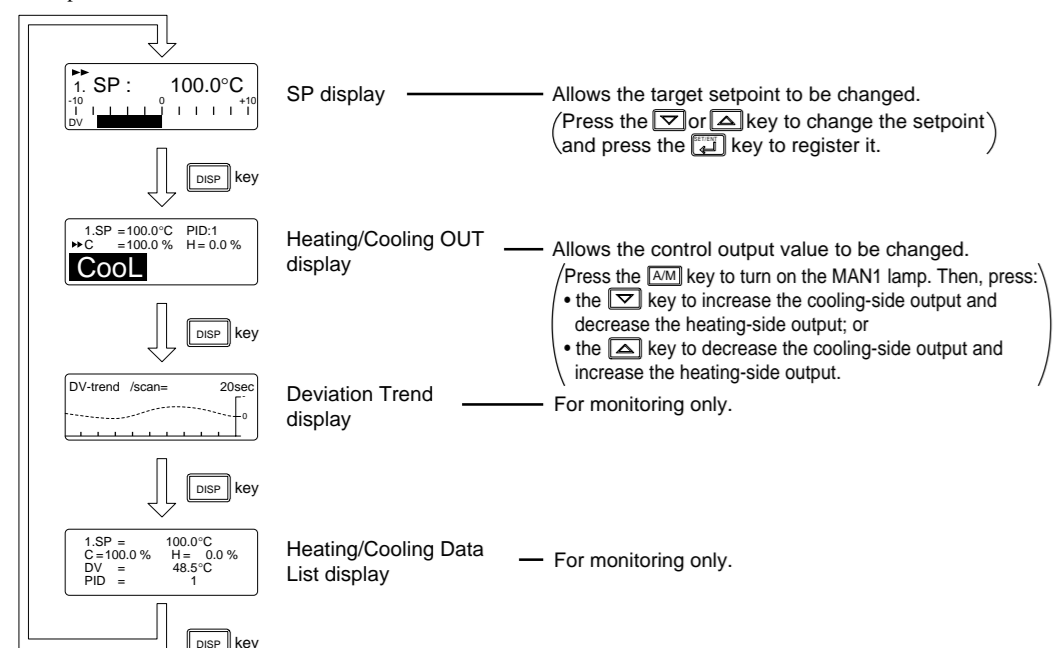 1. SP : 100.0°C
-10 0 +10
DV
SP display
Allows the target setpoint to be changed.
Press the ▽ or △ key to change the setpoint
and press the SET/ENT key to register it.
DISP key
1.SP =100.0°C PID:1
C =100.0 % H= 0.0 %
CooL
Heating/Cooling OUT
display
Allows the control output value to be changed.
Press the A/M key to turn on the MAN1 lamp. Then, press:
• the ▽ key to increase the cooling-side output and
decrease the heating-side output; or
• the △ key to decrease the cooling-side output and
increase the heating-side output.
DISP key
DV-trend /scan= 20sec
0
Deviation Trend
display
For monitoring only.
DISP key
1.SP = 100.0°C
C=100.0 % H= 0.0 %
DV = 48.5°C
PID = 1
Heating/Cooling Data
List display
For monitoring only.
DISP key